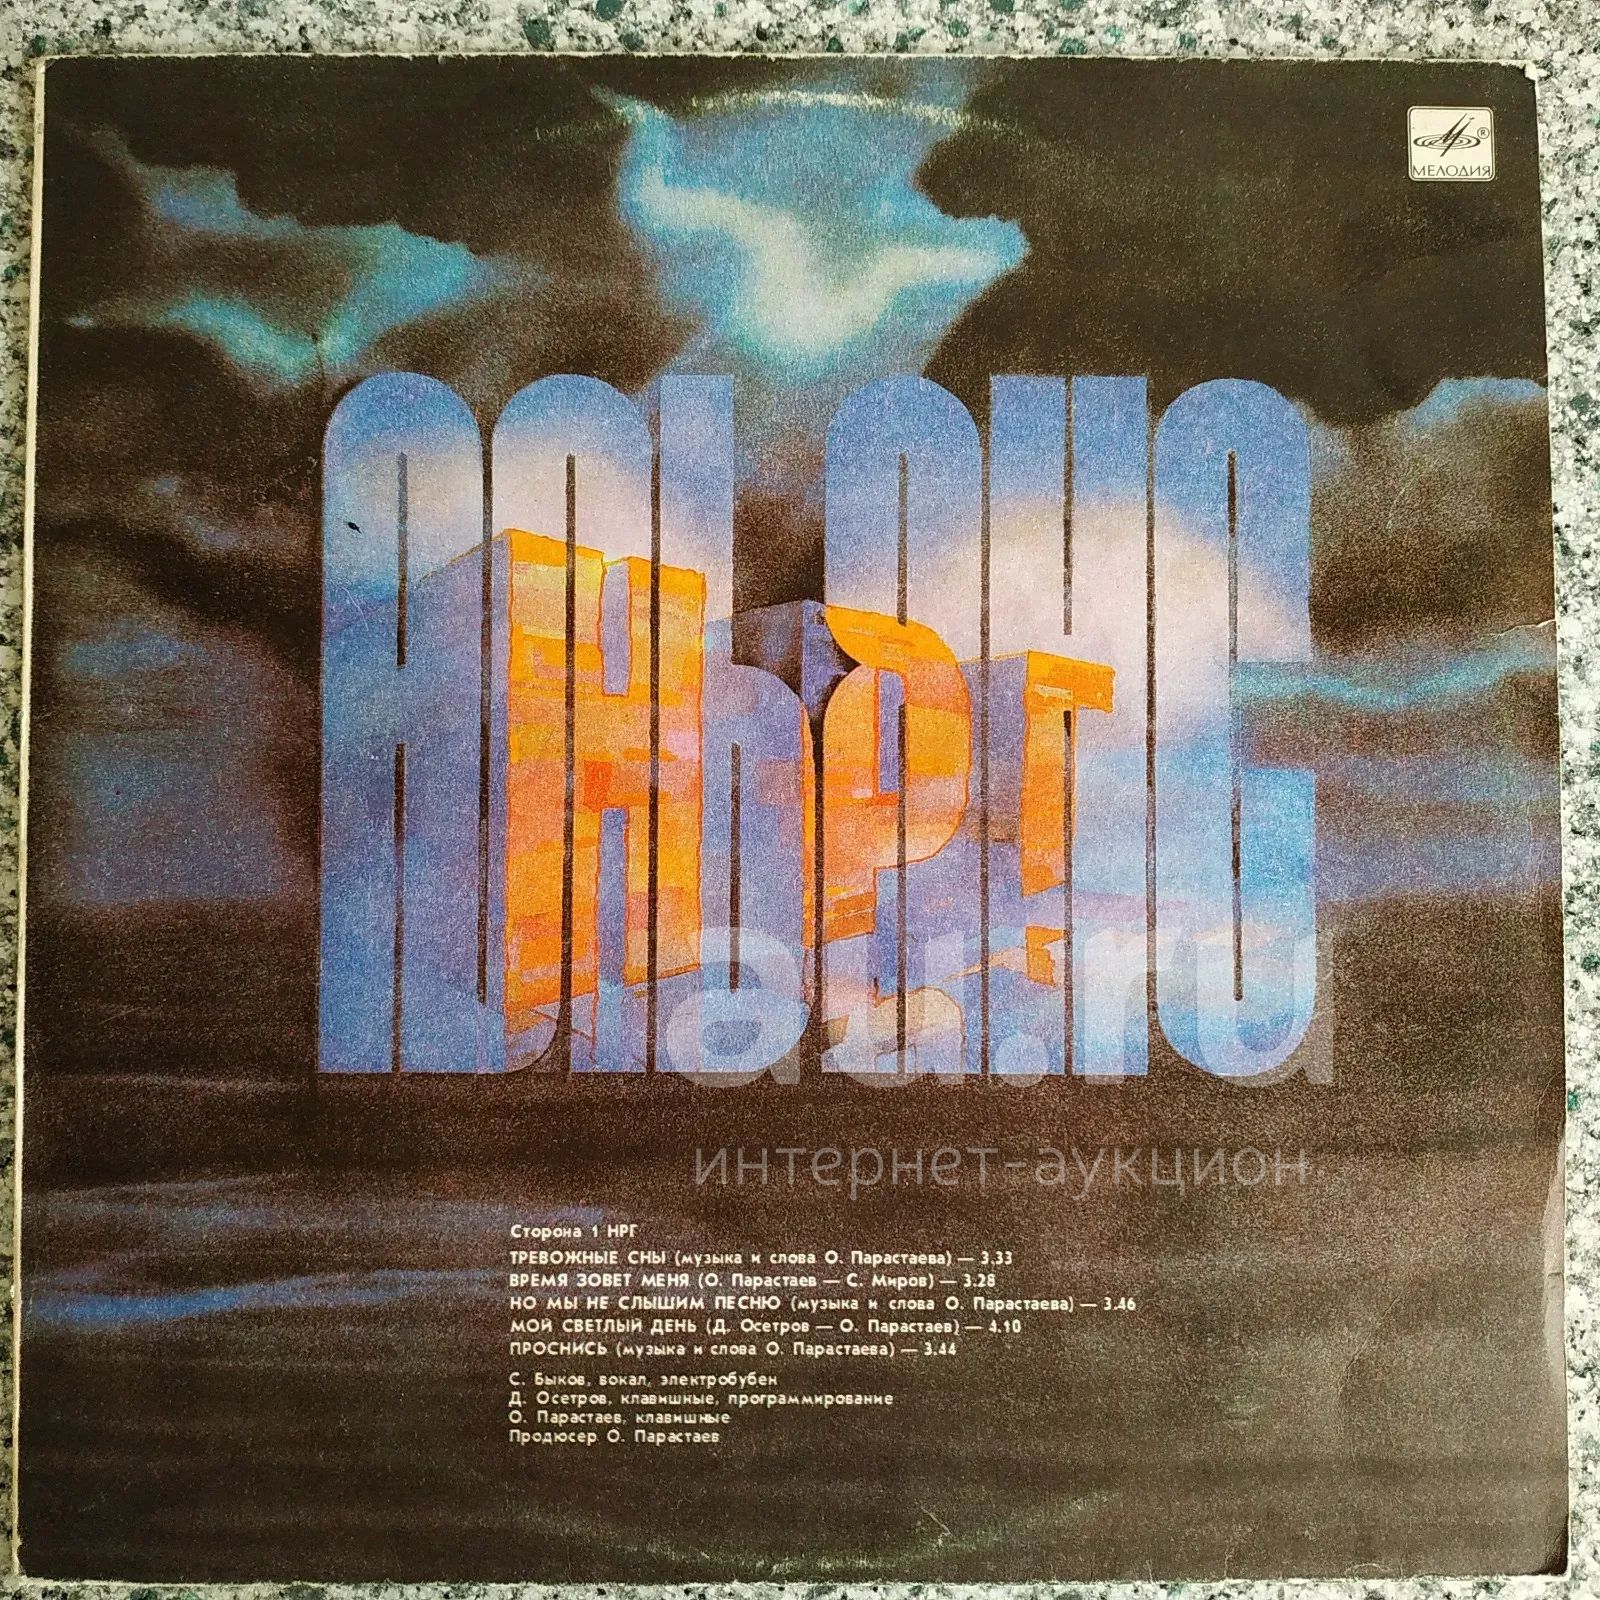 МЕЛОДИЯ
НРГ
au.ru
интернет-аукцион
Сторона 1 НРГ
ТРЕВОЖНЫЕ СНЫ (музыка и слова О. Парастаева) — 3.33
ВРЕМЯ ЗОВЕТ МЕНЯ (О. Парастаев — С. Миров) — 3.28
НО МЫ НЕ СЛЫШИМ ПЕСНЮ (музыка и слова О. Парастаева) — 3.46
МОЙ СВЕТЛЫЙ ДЕНЬ (Д. Осетров — О. Парастаев) — 4.10
ПРОСНИСЬ (музыка и слова О. Парастаева) — 3.44
С. Быков, вокал, электробубен
Д. Осетров, клавишные, программирование
О. Парастаев, клавишные
Продюсер О. Парастаев